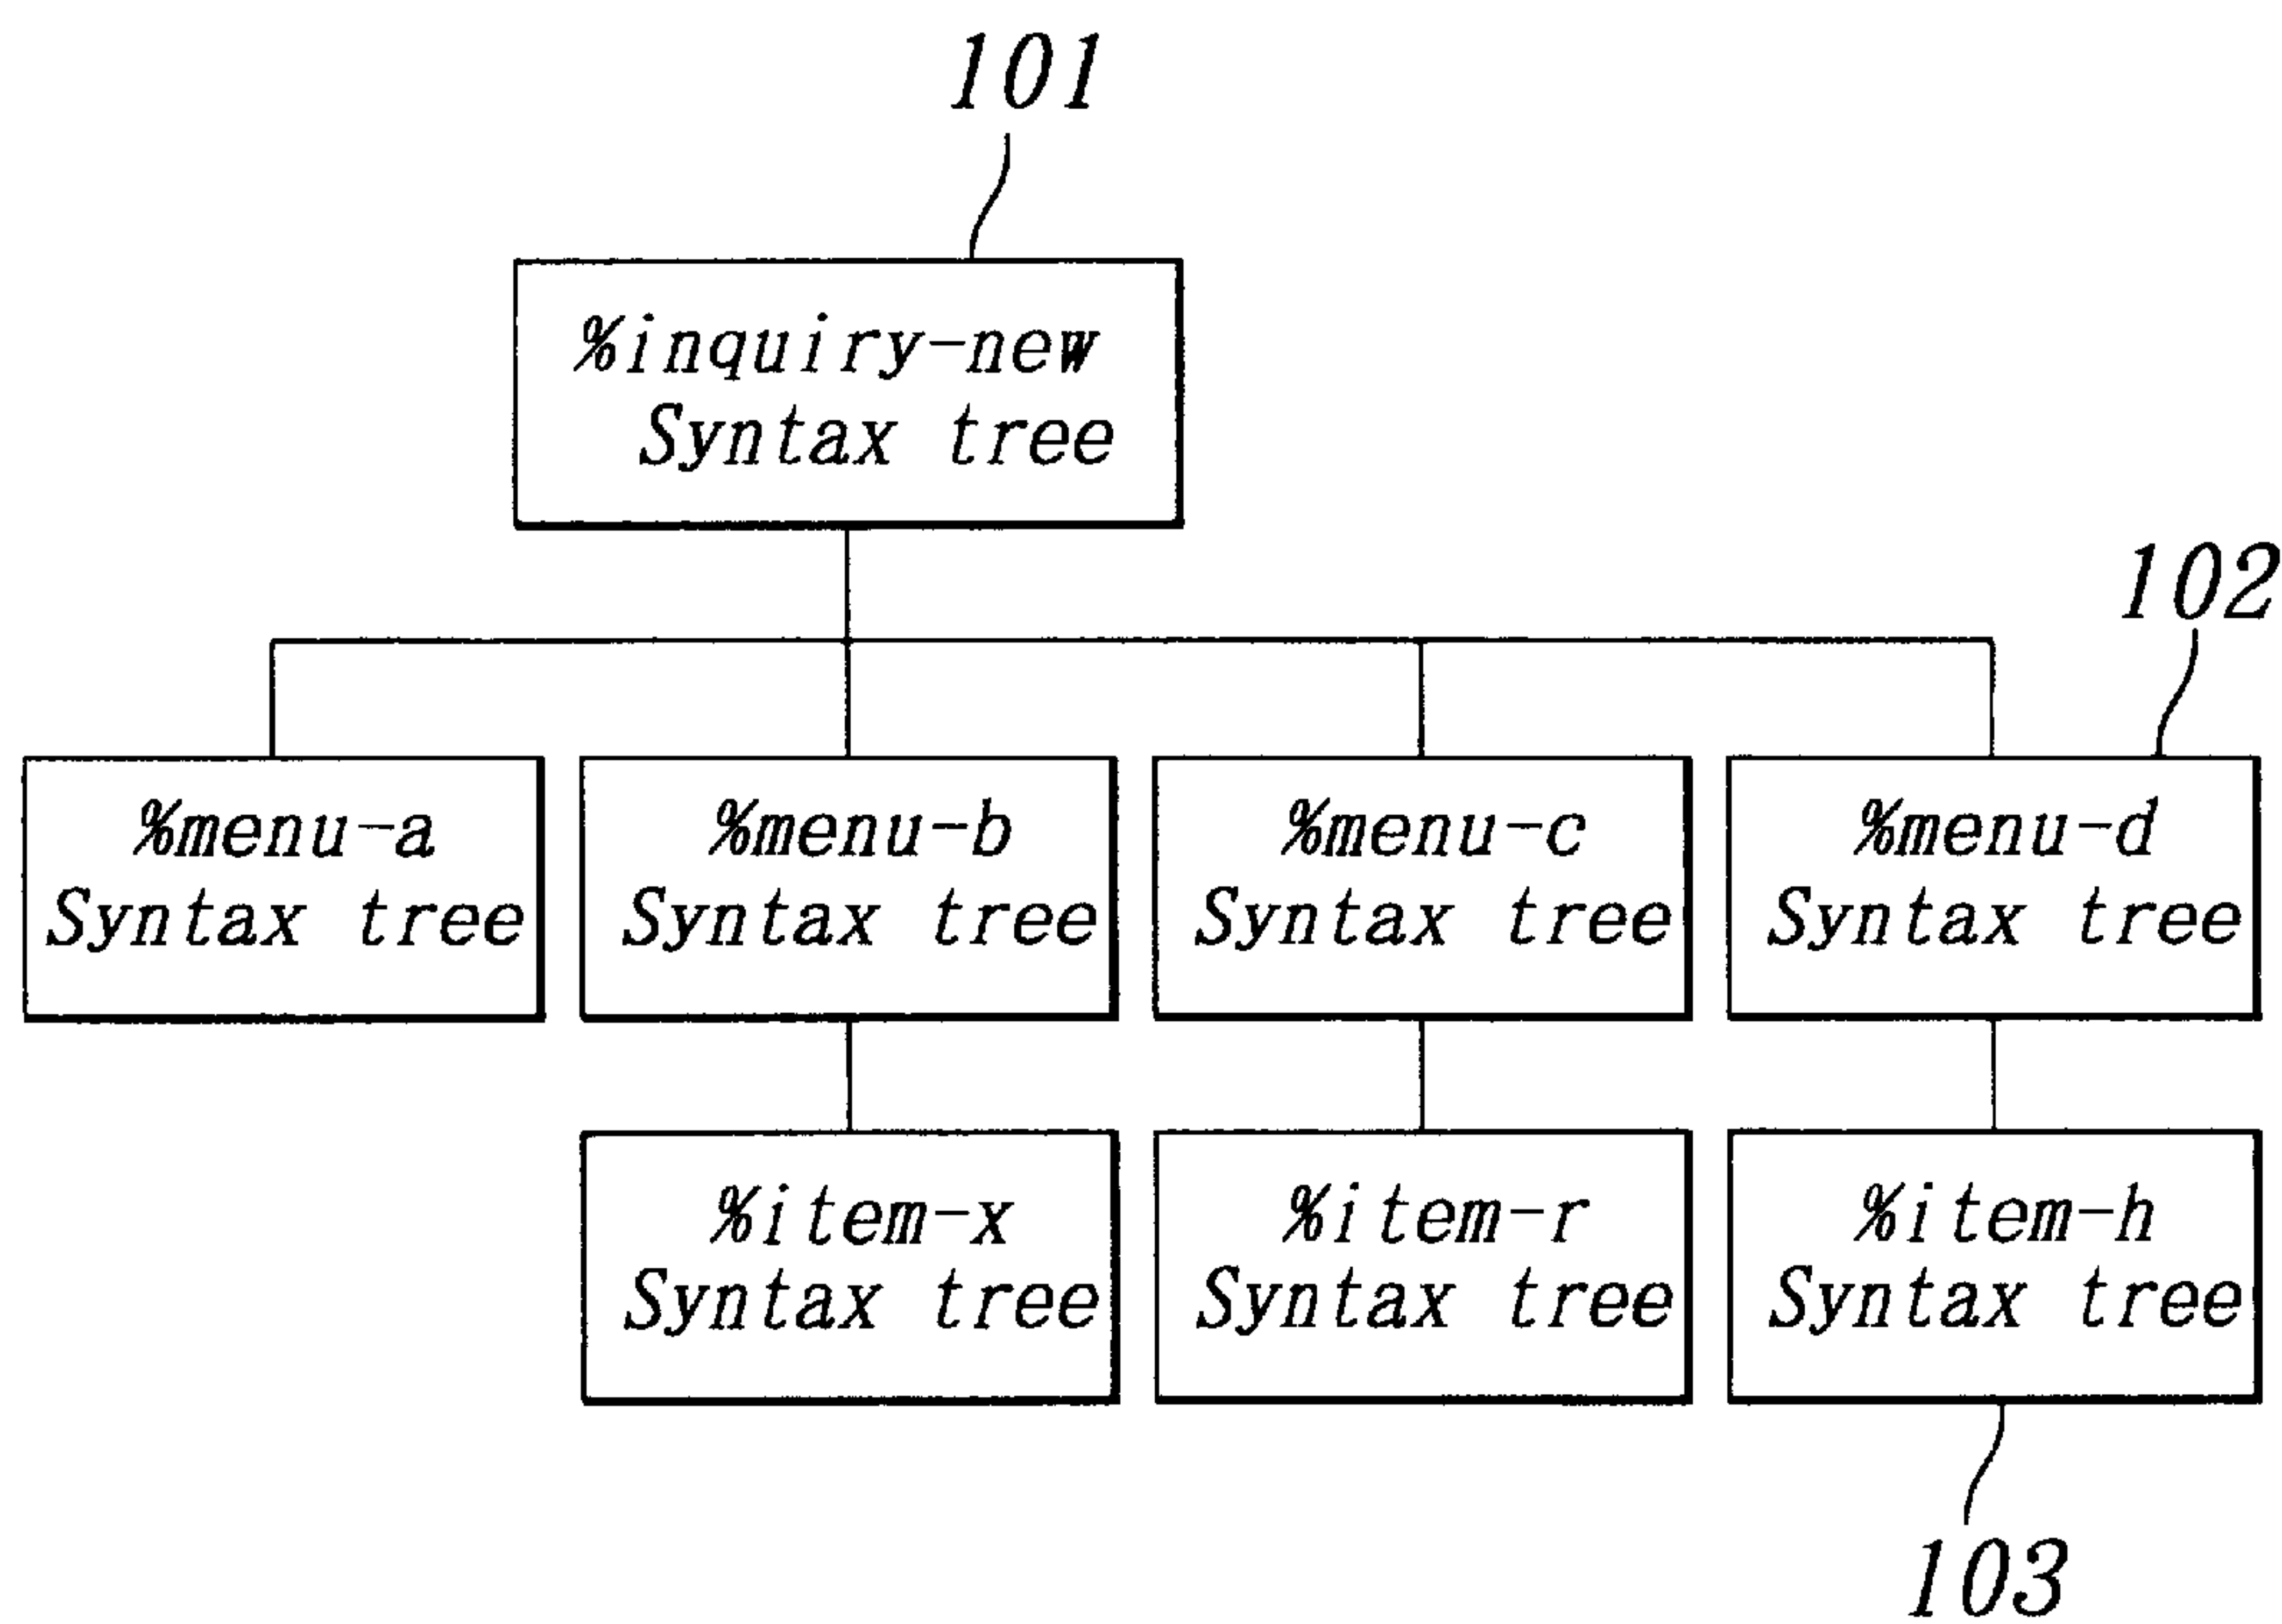 101
%inquiry-new
Syntax tree
102
%menu-a
Syntax tree
%menu-b
Syntax tree
%menu-c
Syntax tree
%menu-d
Syntax tree
%item-x
Syntax tree
%item-r
Syntax tree
%item-h
Syntax tree
103